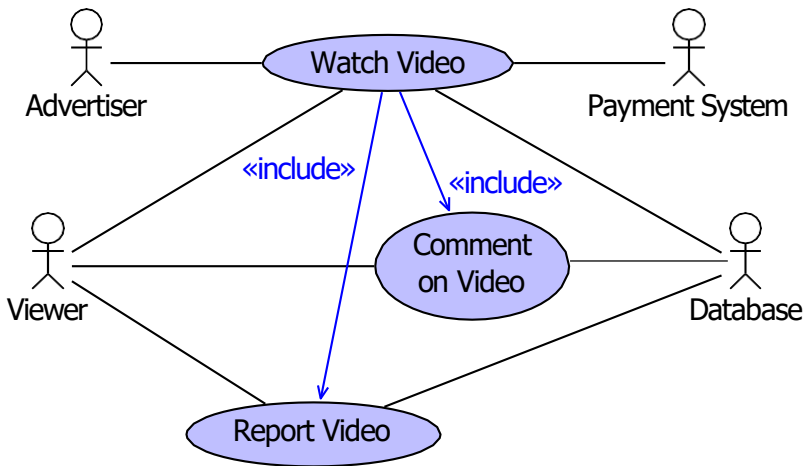 Watch Video
Advertiser
Payment System
«include»
«include»
Comment
on Video
Viewer
Database
Report Video